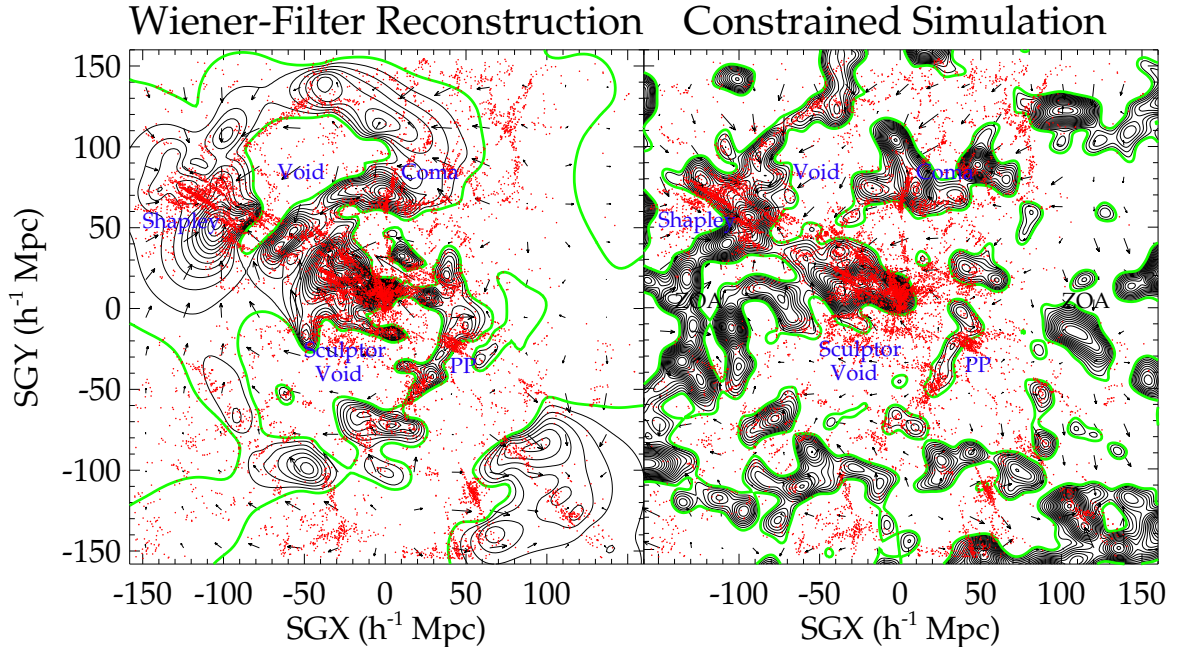 Wiener-Filter Reconstruction
Constrained Simulation
150
100
50
0
-50
-100
-150
SGY (h⁻¹ Mpc)
Void
Coma
Shapley
Sculptor
Void
PP
-150 -100 -50 0 50 100
SGX (h⁻¹ Mpc)
Void
Coma
Shapley
ZOA
ZOA
Sculptor
Void
PP
-100 -50 0 50 100 150
SGX (h⁻¹ Mpc)